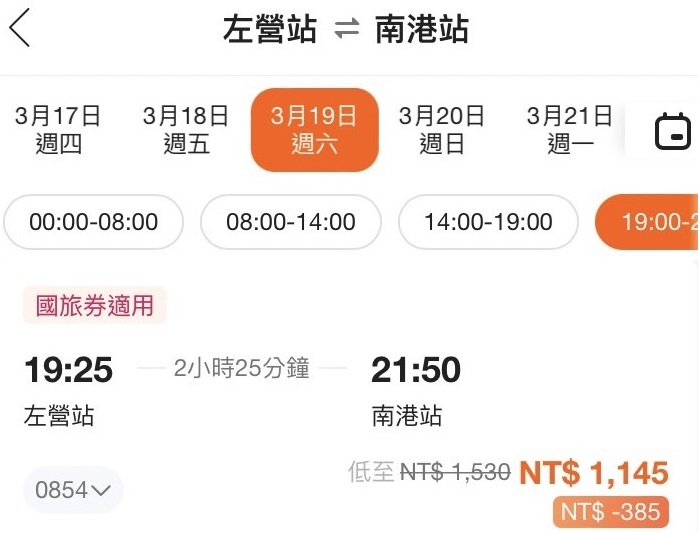 左營站 ⇌ 南港站
3月17日 3月18日 3月19日 3月20日 3月21日
週四 週五 週六 週日 週一
00:00-08:00 08:00-14:00 14:00-19:00 19:00-2
國旅券適用
19:25 2小時25分鐘 21:50
左營站 南港站
低至 NT$ 1,530 NT$ 1,145
0854
NT$ -385